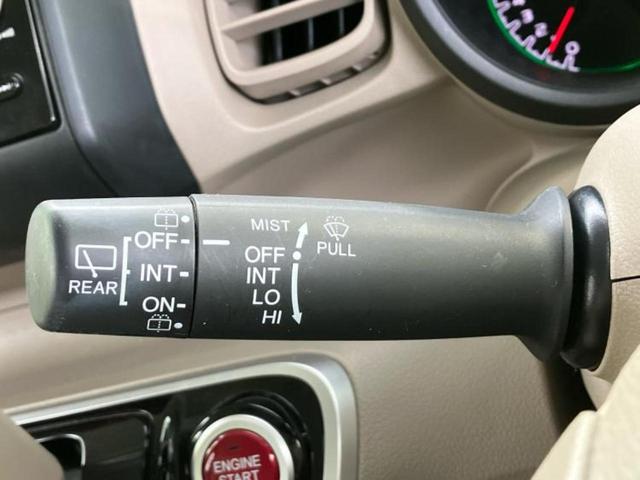 OFF
INT
ON
REAR
MIST
OFF
INT
LO
HI
PULL
ENGINE
START